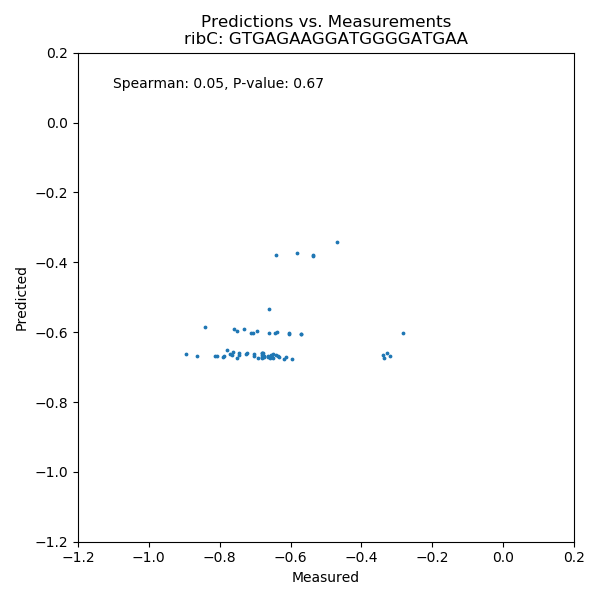 Predictions vs. Measurements
ribC: GTGAGAAGGATGGGGATGAA
Spearman: 0.05, P-value: 0.67
0.2
0.0
−0.2
−0.4
−0.6
−0.8
−1.0
−1.2
Predicted
−1.2 −1.0 −0.8 −0.6 −0.4 −0.2 0.0 0.2
Measured